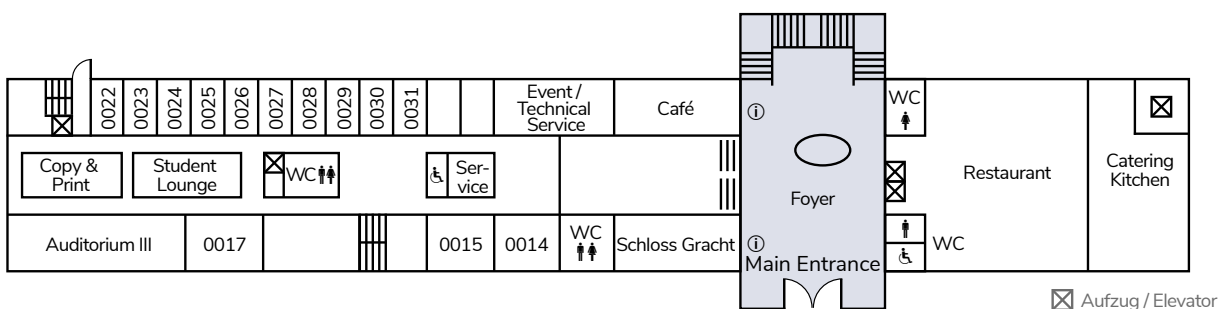 0022
0023
0024
0025
0026
0027
0028
0029
0030
0031
Event /
Technical
Service
Café
i
WC
Copy &
Print
Student
Lounge
WC
Ser-
vice
Foyer
Restaurant
Catering
Kitchen
Auditorium III
0017
0015
0014
WC
Schloss Gracht
i
Main Entrance
WC
Aufzug / Elevator